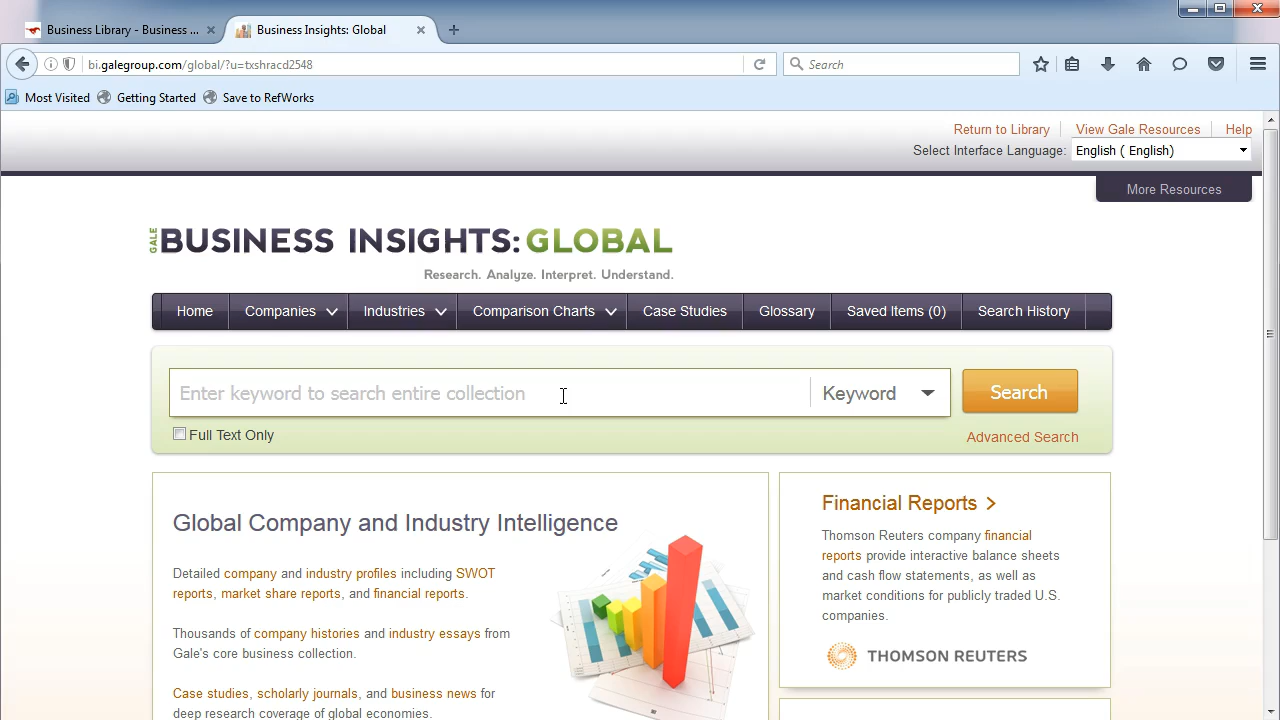 Business Library - Business ...
Business Insights: Global
bi.galegroup.com/global/?u=txshracd2548
Search
Most Visited
Getting Started
Save to RefWorks
Return to Library
View Gale Resources
Help
Select Interface Language:
English ( English)
More Resources
GALE BUSINESS INSIGHTS: GLOBAL
Research. Analyze. Interpret. Understand.
Home
Companies
Industries
Comparison Charts
Case Studies
Glossary
Saved Items (0)
Search History
Enter keyword to search entire collection
Keyword
Search
Full Text Only
Advanced Search
Global Company and Industry Intelligence
Detailed company and industry profiles including SWOT
reports, market share reports, and financial reports.
Thousands of company histories and industry essays from
Gale's core business collection.
Case studies, scholarly journals, and business news for
deep research coverage of global economies.
Financial Reports >
Thomson Reuters company financial
reports provide interactive balance sheets
and cash flow statements, as well as
market conditions for publicly traded U.S.
companies.
THOMSON REUTERS